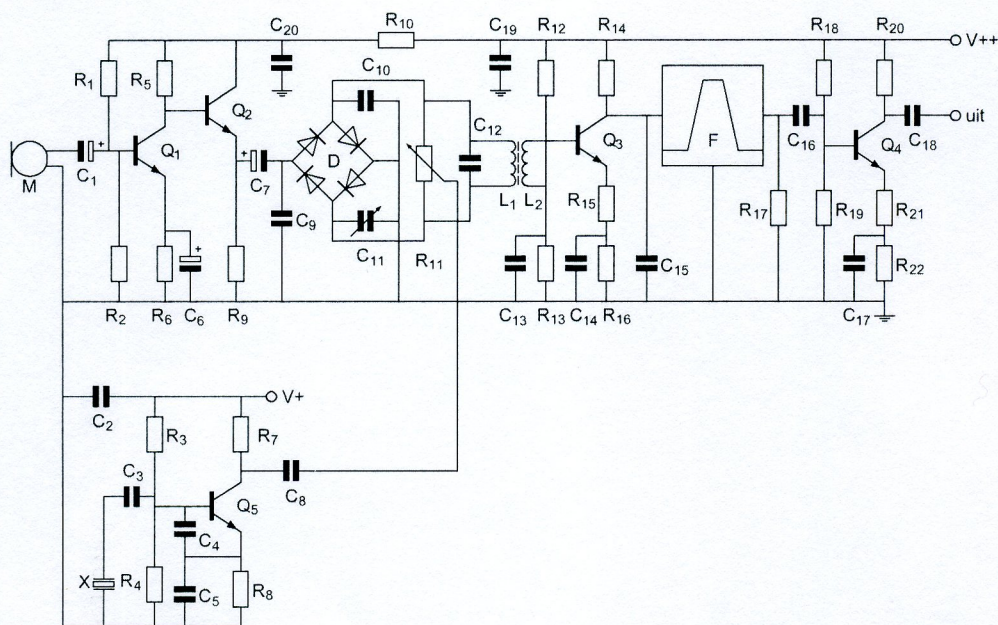 C20 R10 C19 R12 R14 R18 R20 V++
R1 R5 C10
Q2 C12 uit
Q1 D Q3 F C16 Q4 C18
M C1 C7 L1 L2
C9 R15 R17 R19 R21
C11 R11 C15 R22
R2 R6 C6 R9 C13 R13 C14 R16 C17
V+
C2 R3 R7
C3 C8
Q5
C4
X R4 C5 R8